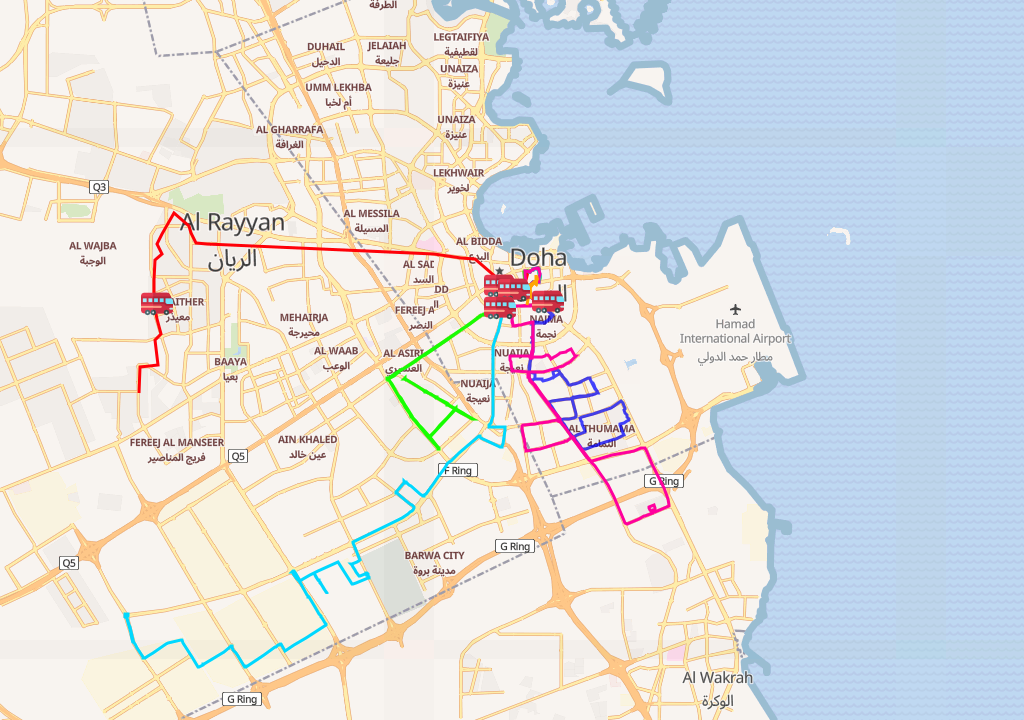 الطرفة
DUHAIL
الدحيل
JELAIAH
جليعة
LEGTAIFIYA
لقطيفية
UNAIZA
عنيزة
UMM LEKHBA
أم لخبا
UNAIZA
عنيزة
AL GHARRAFA
الغرافة
LEKHWAIR
لخوير
Q3
Al Rayyan
الريان
AL MESSILA
المسيلة
AL WAJBA
الوجبة
AL BIDDA
البدع
Doha
AL SAD
السد
DD
ITHER
معيذر
MEHAIRJA
محيرجة
FEREEJ A
النصر
NAJMA
نجمة
Hamad
International Airport
مطار حمد الدولي
BAAYA
بعيا
AL WAAB
الوعب
AL ASIRI
العسيري
NUAIJA
نعيجة
NUAIJA
نعيجة
AL THUMAMA
الثمامة
FEREEJ AL MANSEER
فريج المناصير
AIN KHALED
عين خالد
Q5
F Ring
G Ring
G Ring
BARWA CITY
مدينة بروة
Q5
Al Wakrah
الوكرة
G Ring